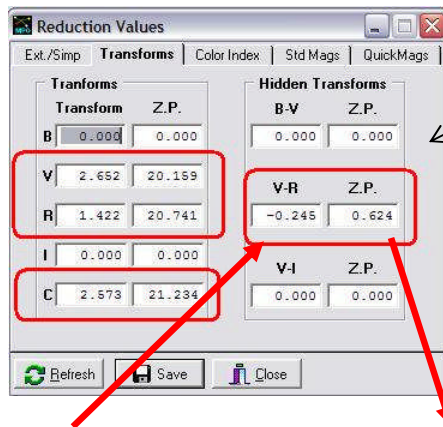 Reduction Values
Ext./Simp Transforms Color Index Std Mags QuickMags
Tranforms
Transform Z.P.
B 0.000 0.000
V 2.652 20.159
R 1.422 20.741
I 0.000 0.000
C 2.573 21.234
Hidden Transforms
B-V Z.P.
0.000 0.000
V-R Z.P.
-0.245 0.624
V-I Z.P.
0.000 0.000
Refresh Save Close